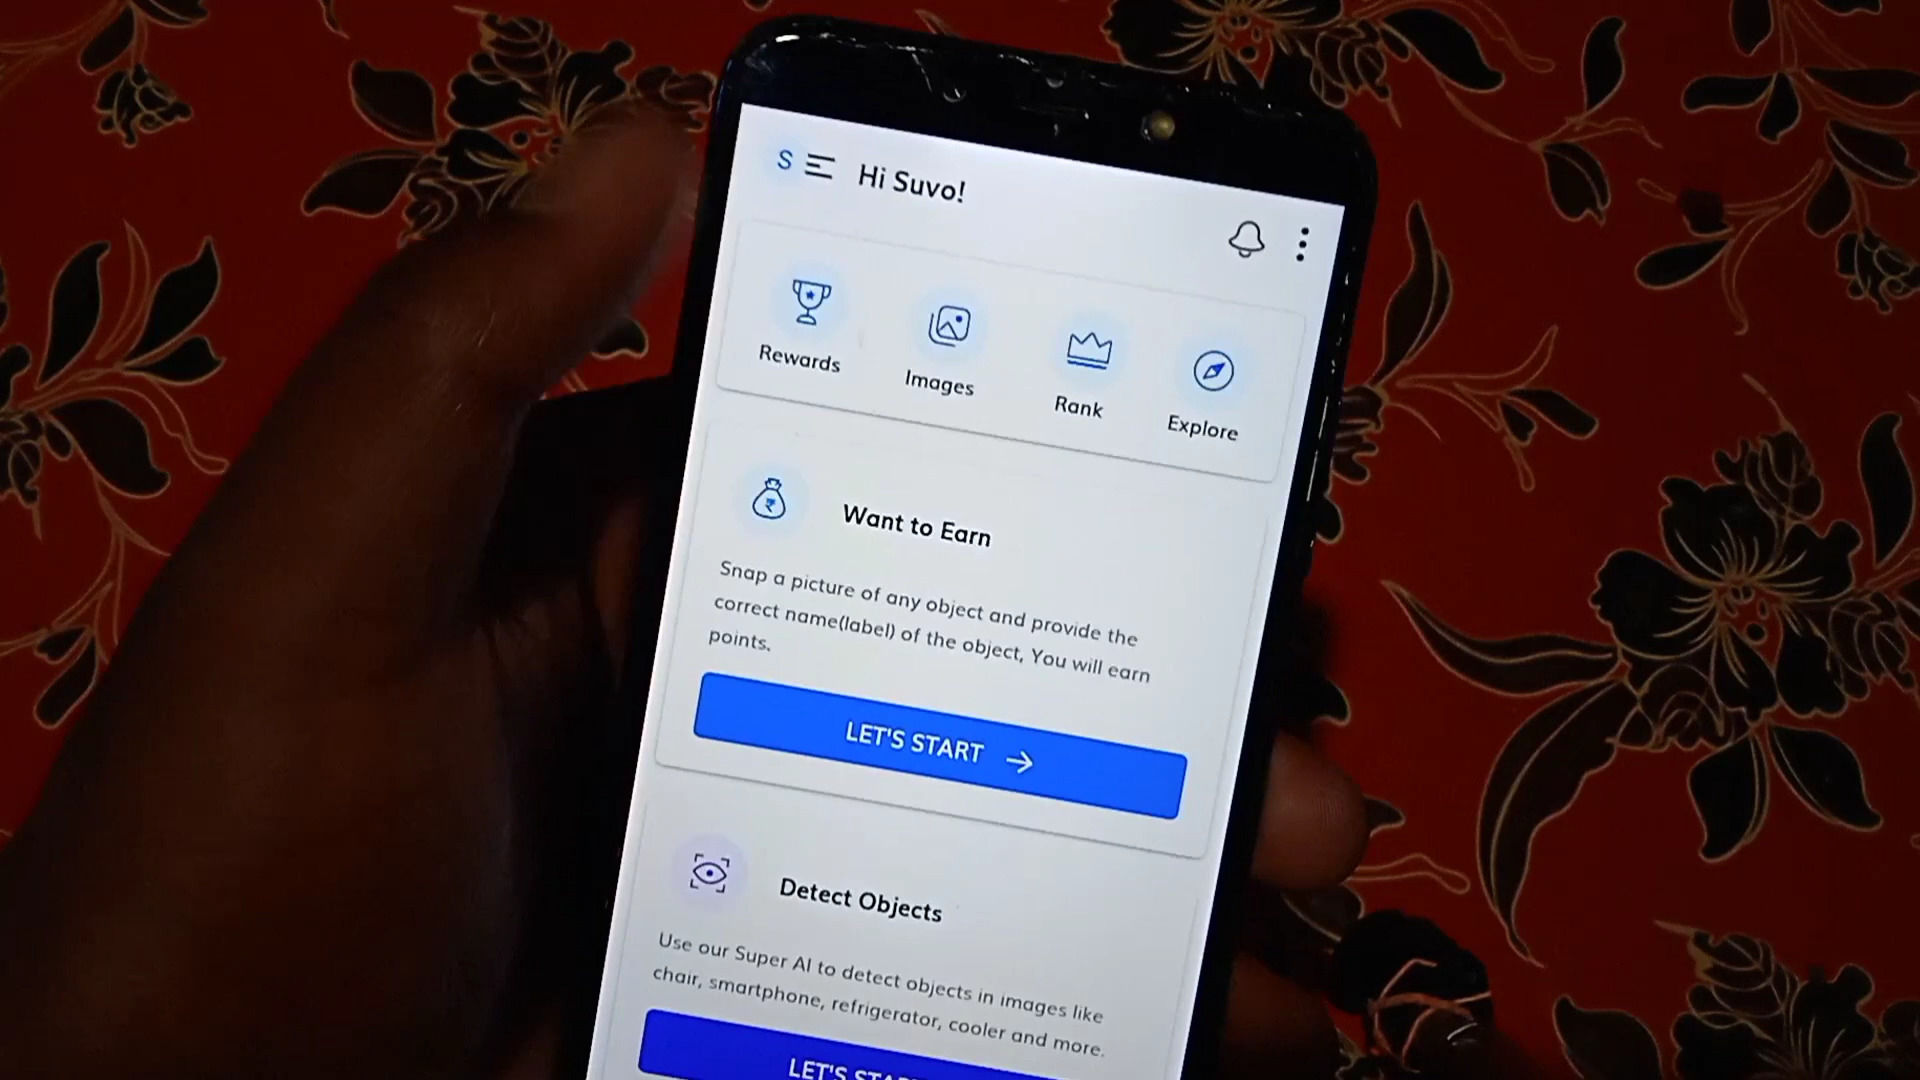 S Hi Suvo!
Rewards Images Rank Explore
₹
Want to Earn
Snap a picture of any object and provide the
correct name(label) of the object, You will earn
points.
LET'S START
Detect Objects
Use our Super AI to detect objects in images like
chair, smartphone, refrigerator, cooler and more.
LET'S